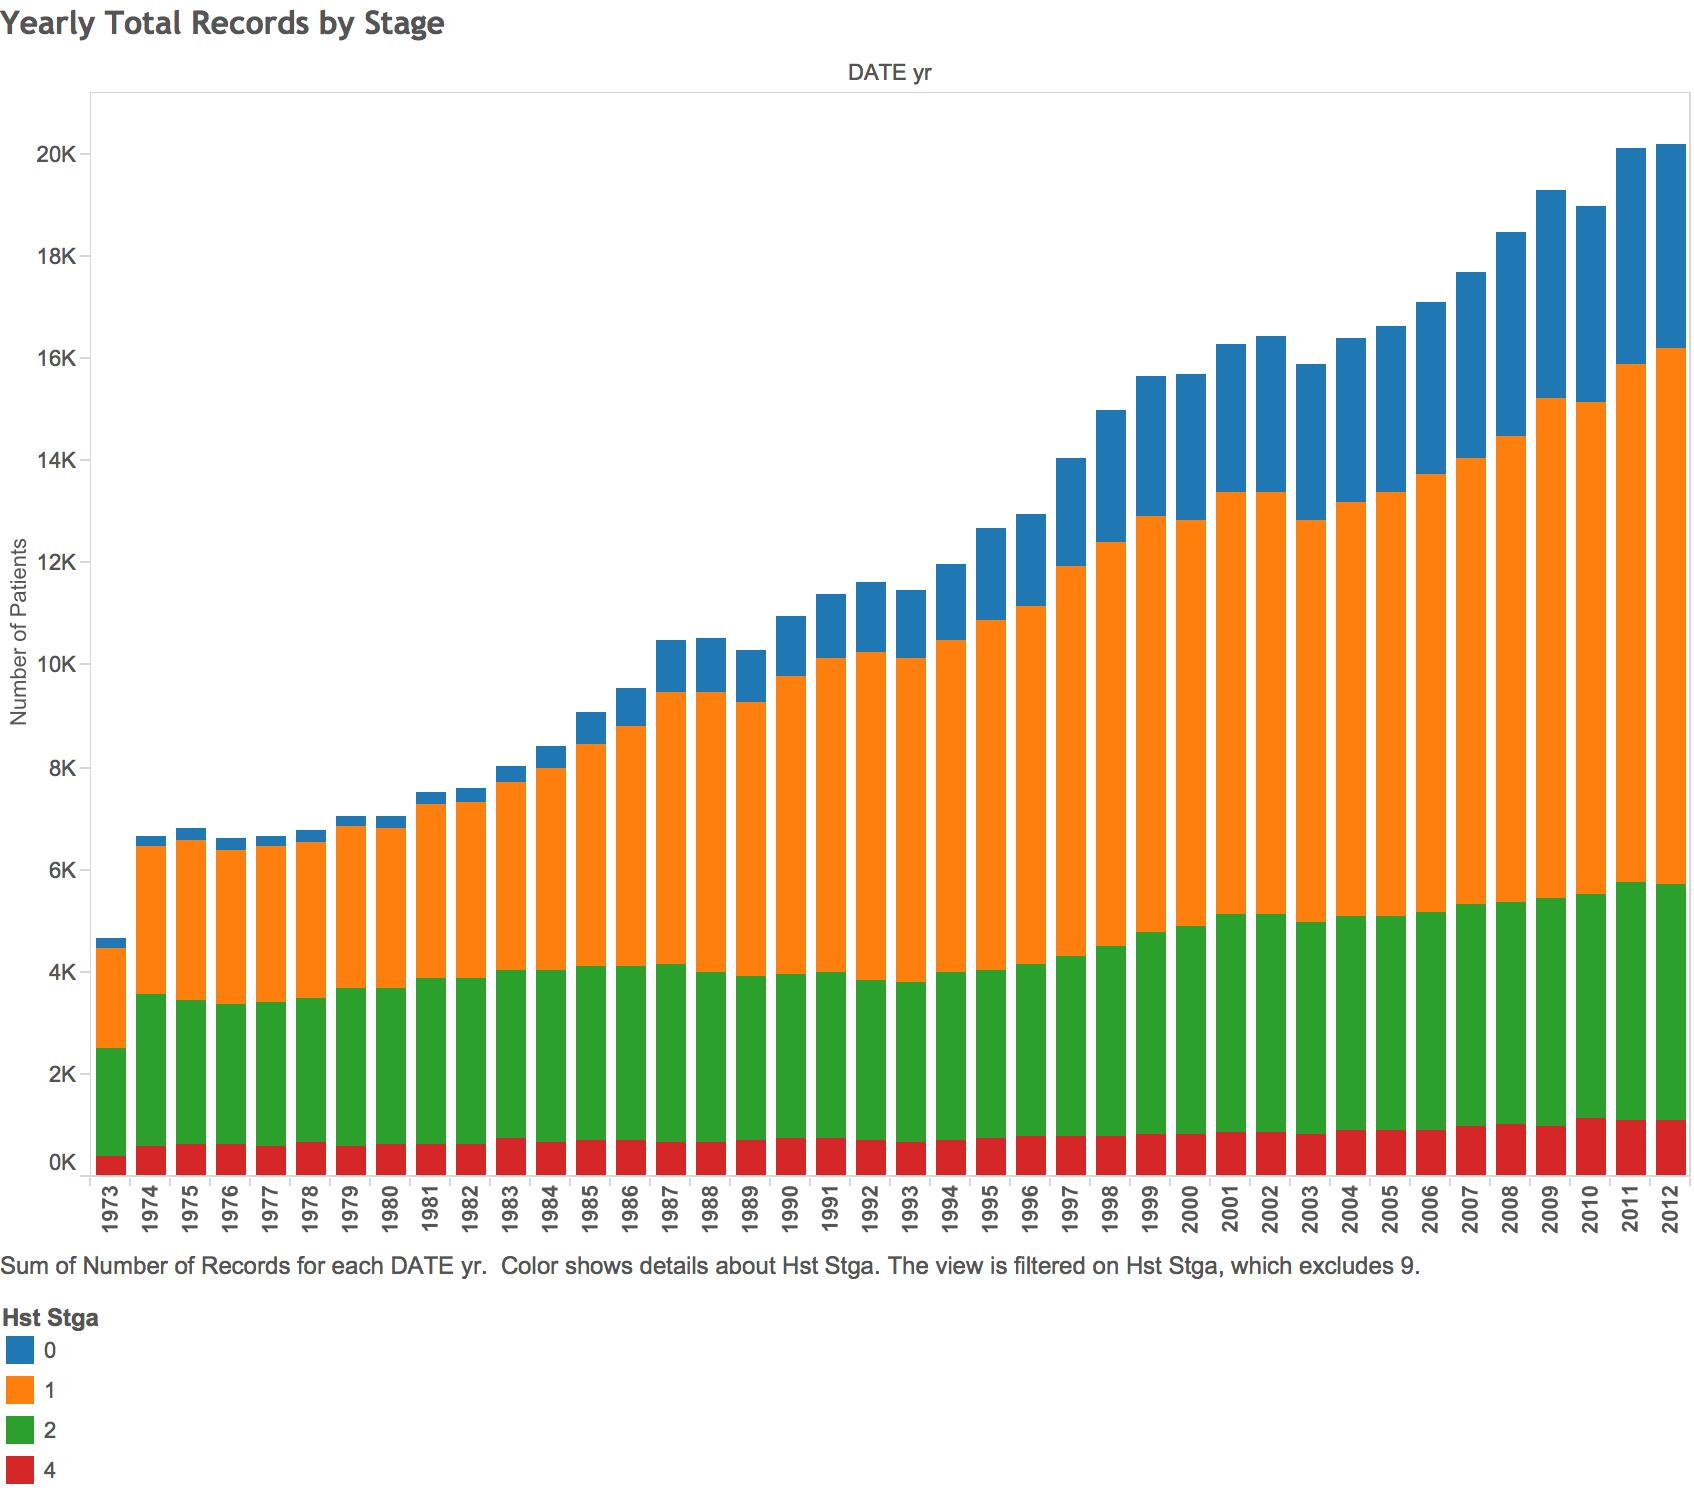 Yearly Total Records by Stage
DATE yr
20K
18K
16K
14K
12K
10K
8K
6K
4K
2K
0K
Number of Patients
1973 1974 1975 1976 1977 1978 1979 1980 1981 1982 1983 1984 1985 1986 1987 1988 1989 1990 1991 1992 1993 1994 1995 1996 1997 1998 1999 2000 2001 2002 2003 2004 2005 2006 2007 2008 2009 2010 2011 2012
Sum of Number of Records for each DATE yr.  Color shows details about Hst Stga. The view is filtered on Hst Stga, which excludes 9.
Hst Stga
0
1
2
4